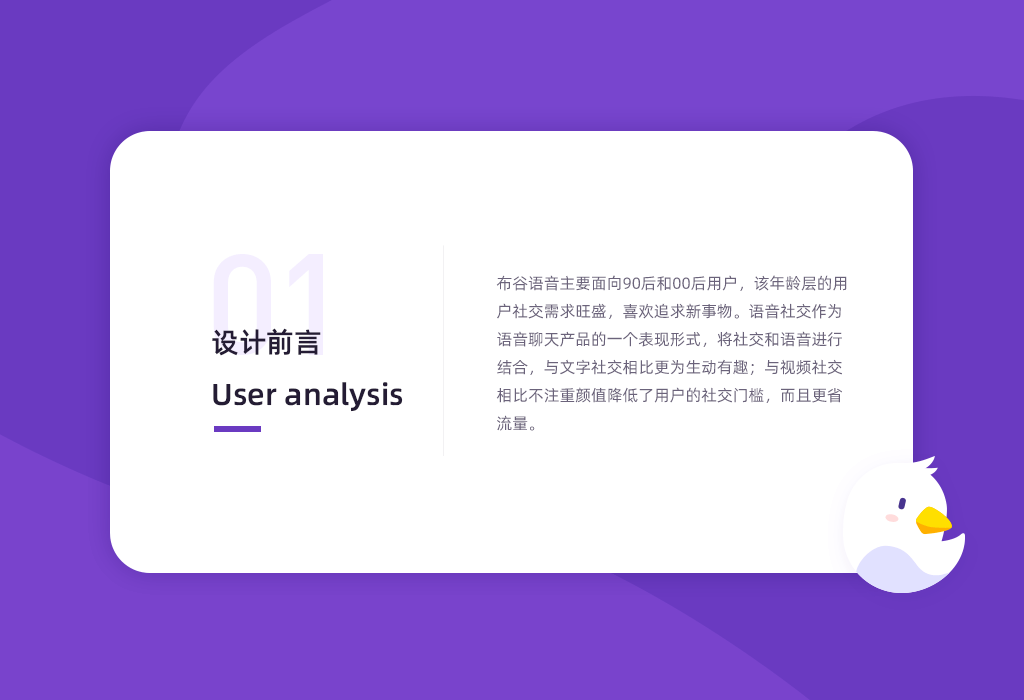 01
设计前言
User analysis
布谷语音主要面向90后和00后用户，该年龄层的用
户社交需求旺盛，喜欢追求新事物。语音社交作为
语音聊天产品的一个表现形式，将社交和语音进行
结合，与文字社交相比更为生动有趣；与视频社交
相比不注重颜值降低了用户的社交门槛，而且更省
流量。